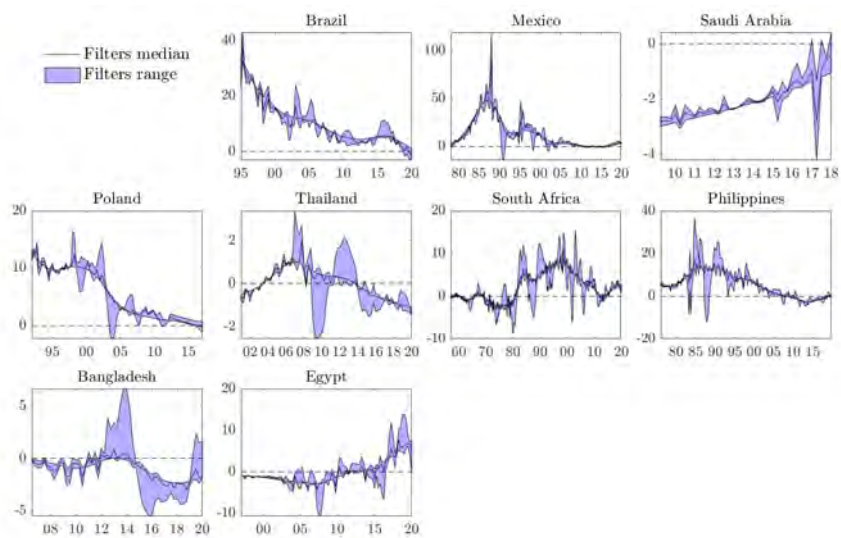 Filters median
Filters range
Brazil
40
20
0
95 00 05 10 15 20
Mexico
100
50
0
80 85 90 95 00 05 10 15 20
Saudi Arabia
0
-2
-4
10 11 12 13 14 15 16 17 18
Poland
20
10
0
95 00 05 10 15
Thailand
2
0
-2
02 04 06 08 10 12 14 16 18 20
South Africa
20
10
0
-10
60 70 80 90 00 10 20
Philippines
40
20
0
-20
80 85 90 95 00 05 10 15
Bangladesh
5
0
-5
08 10 12 14 16 18 20
Egypt
20
10
0
-10
00 05 10 15 20